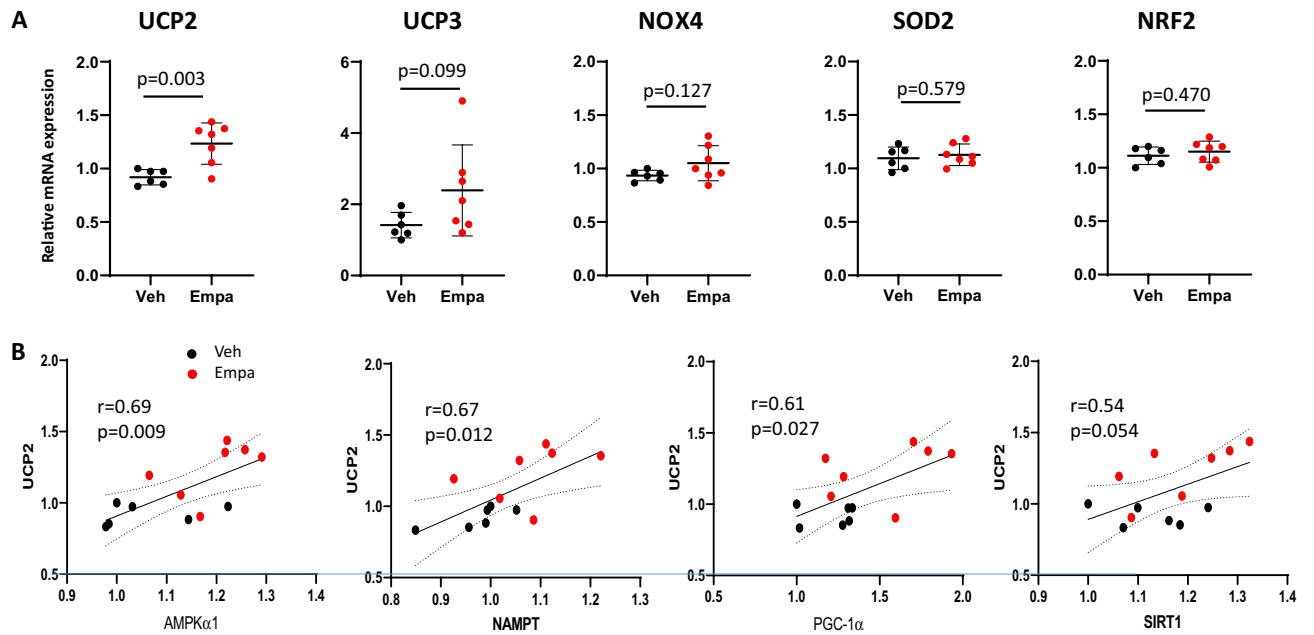 A
UCP2 UCP3 NOX4 SOD2 NRF2
Relative mRNA expression
2.0 1.5 1.0 0.5 0.0
p=0.003
Veh Empa
6 4 2 0
p=0.099
Veh Empa
2.0 1.5 1.0 0.5 0.0
p=0.127
Veh Empa
2.0 1.5 1.0 0.5 0.0
p=0.579
Veh Empa
2.0 1.5 1.0 0.5 0.0
p=0.470
Veh Empa
B
Veh
Empa
UCP2
2.0 1.5 1.0 0.5
r=0.69
p=0.009
0.9 1.0 1.1 1.2 1.3 1.4
AMPKα1
UCP2
2.0 1.5 1.0 0.5
r=0.67
p=0.012
0.8 0.9 1.0 1.1 1.2 1.3
NAMPT
UCP2
2.0 1.5 1.0 0.5
r=0.61
p=0.027
0.5 1.0 1.5 2.0
PGC-1α
UCP2
2.0 1.5 1.0 0.5
r=0.54
p=0.054
0.9 1.0 1.1 1.2 1.3 1.4
SIRT1